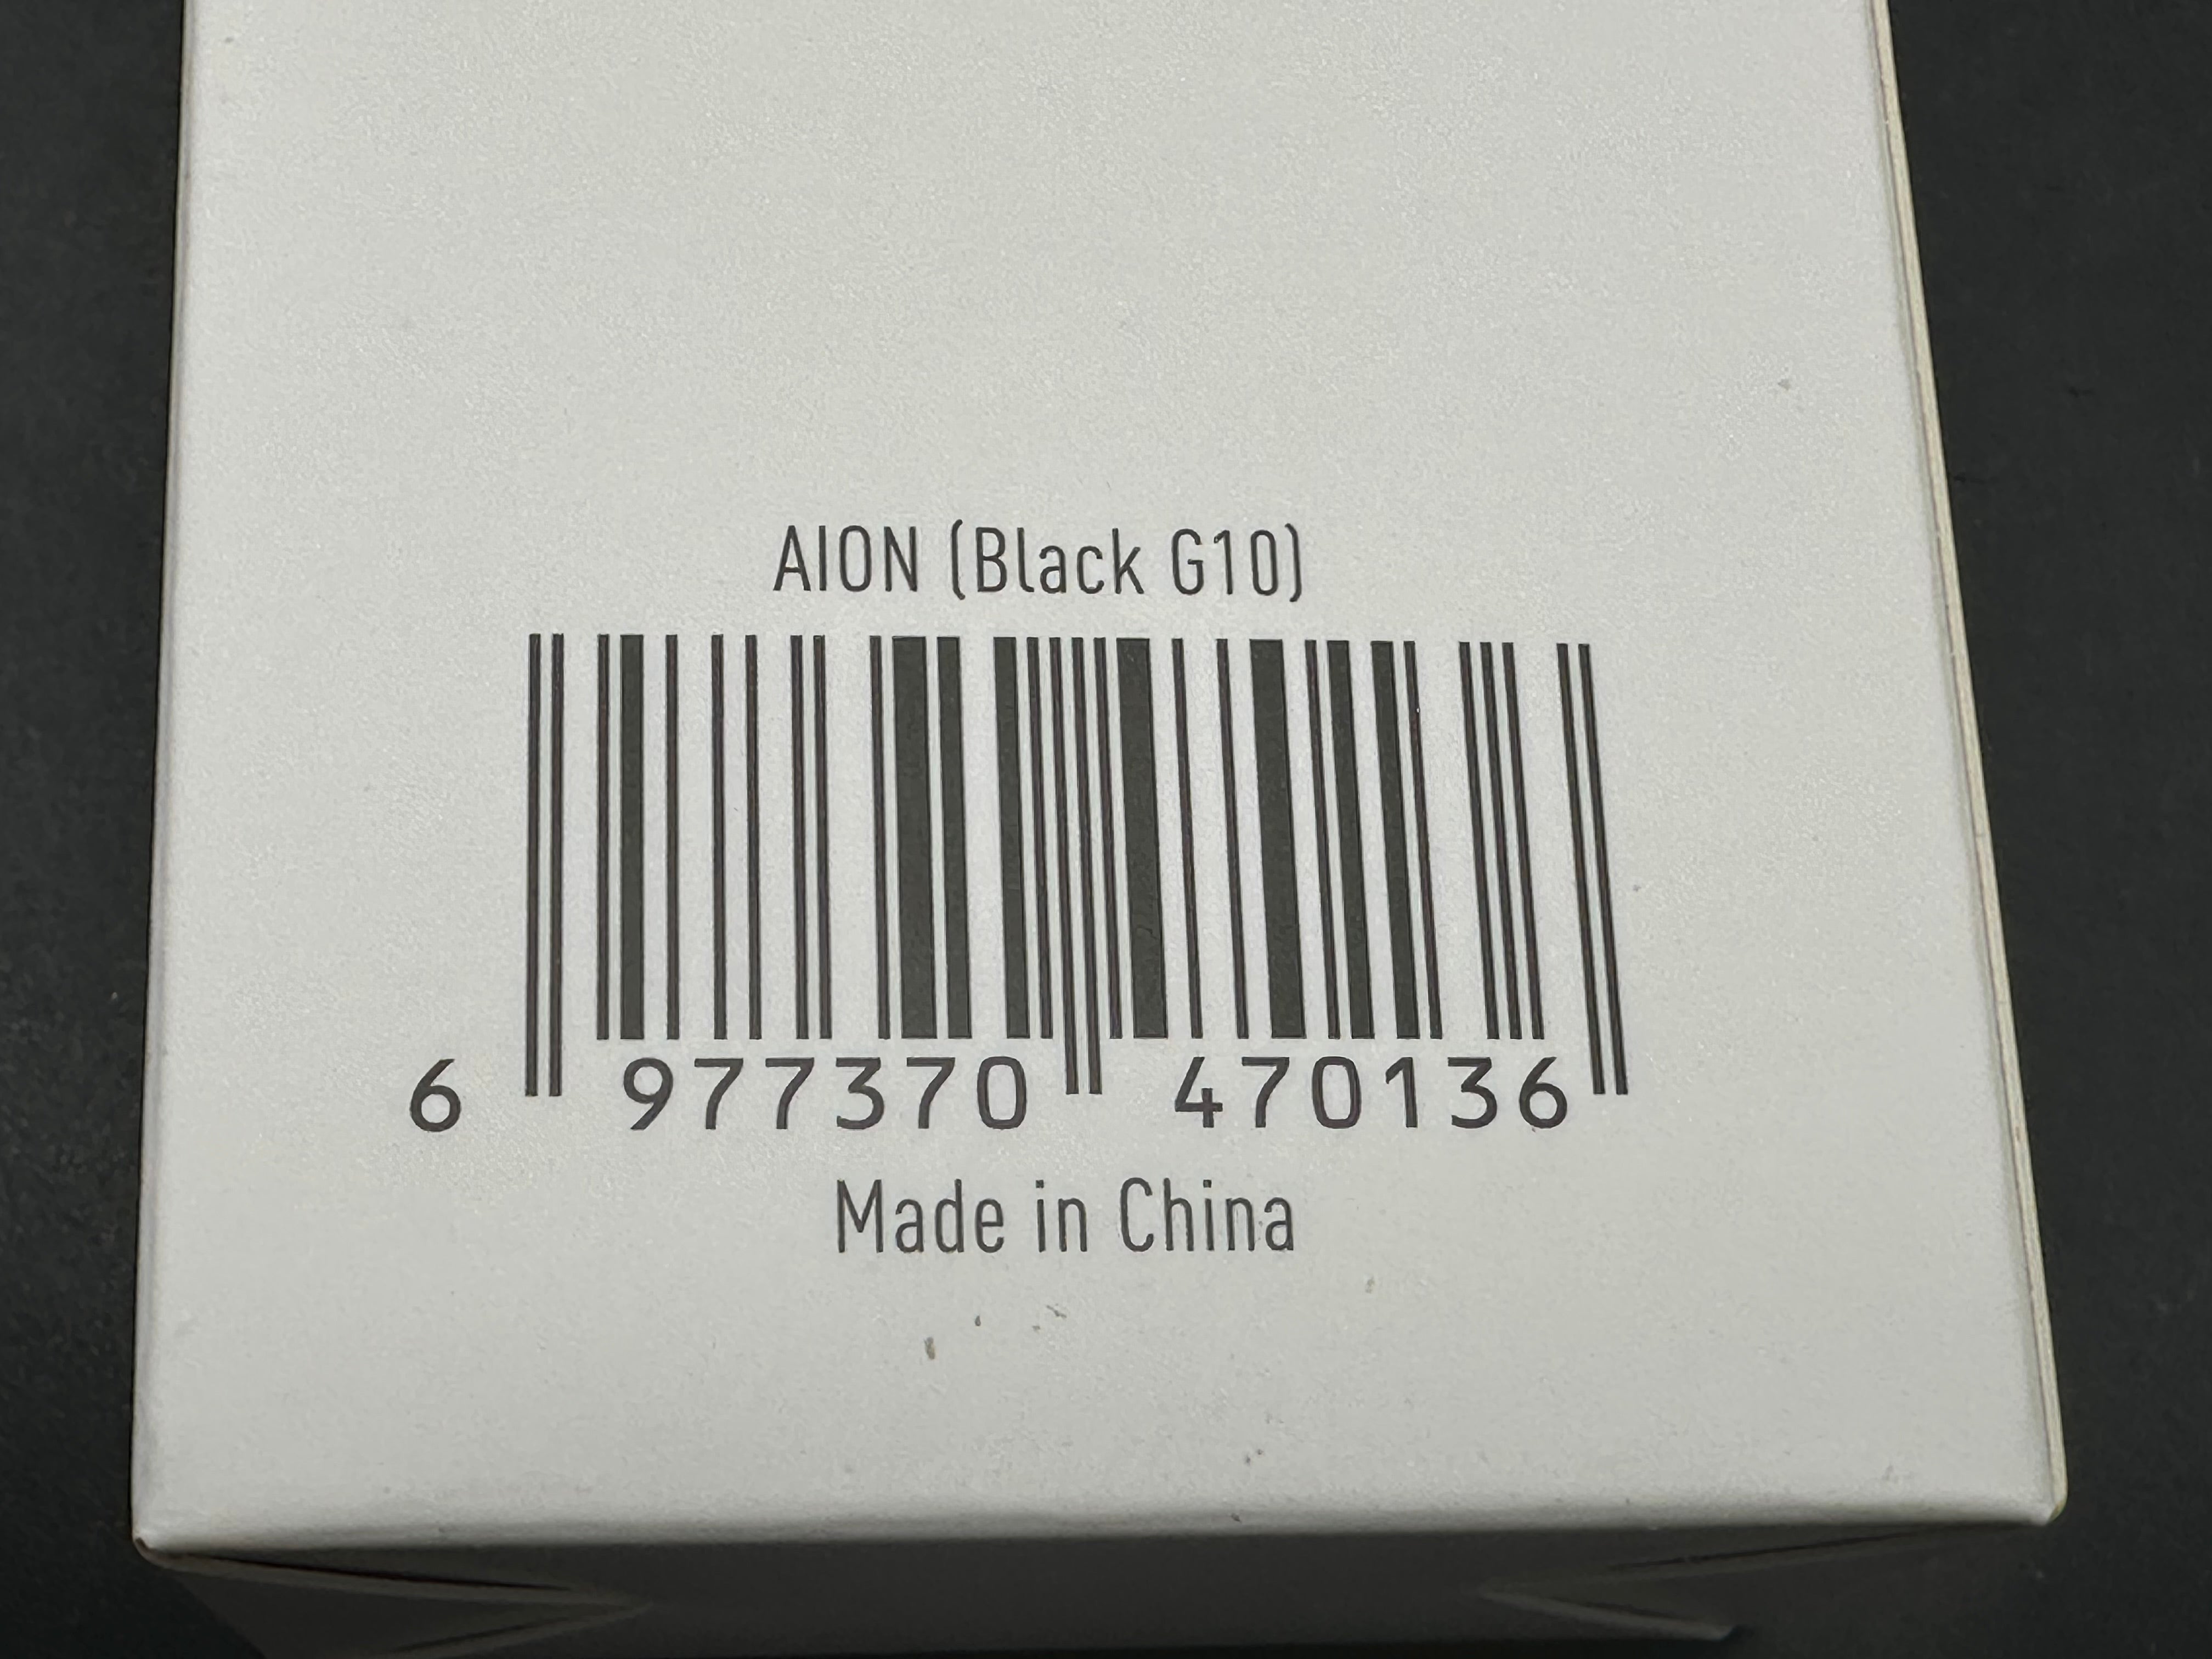 AION (Black G10)
6 977370 470136
Made in China